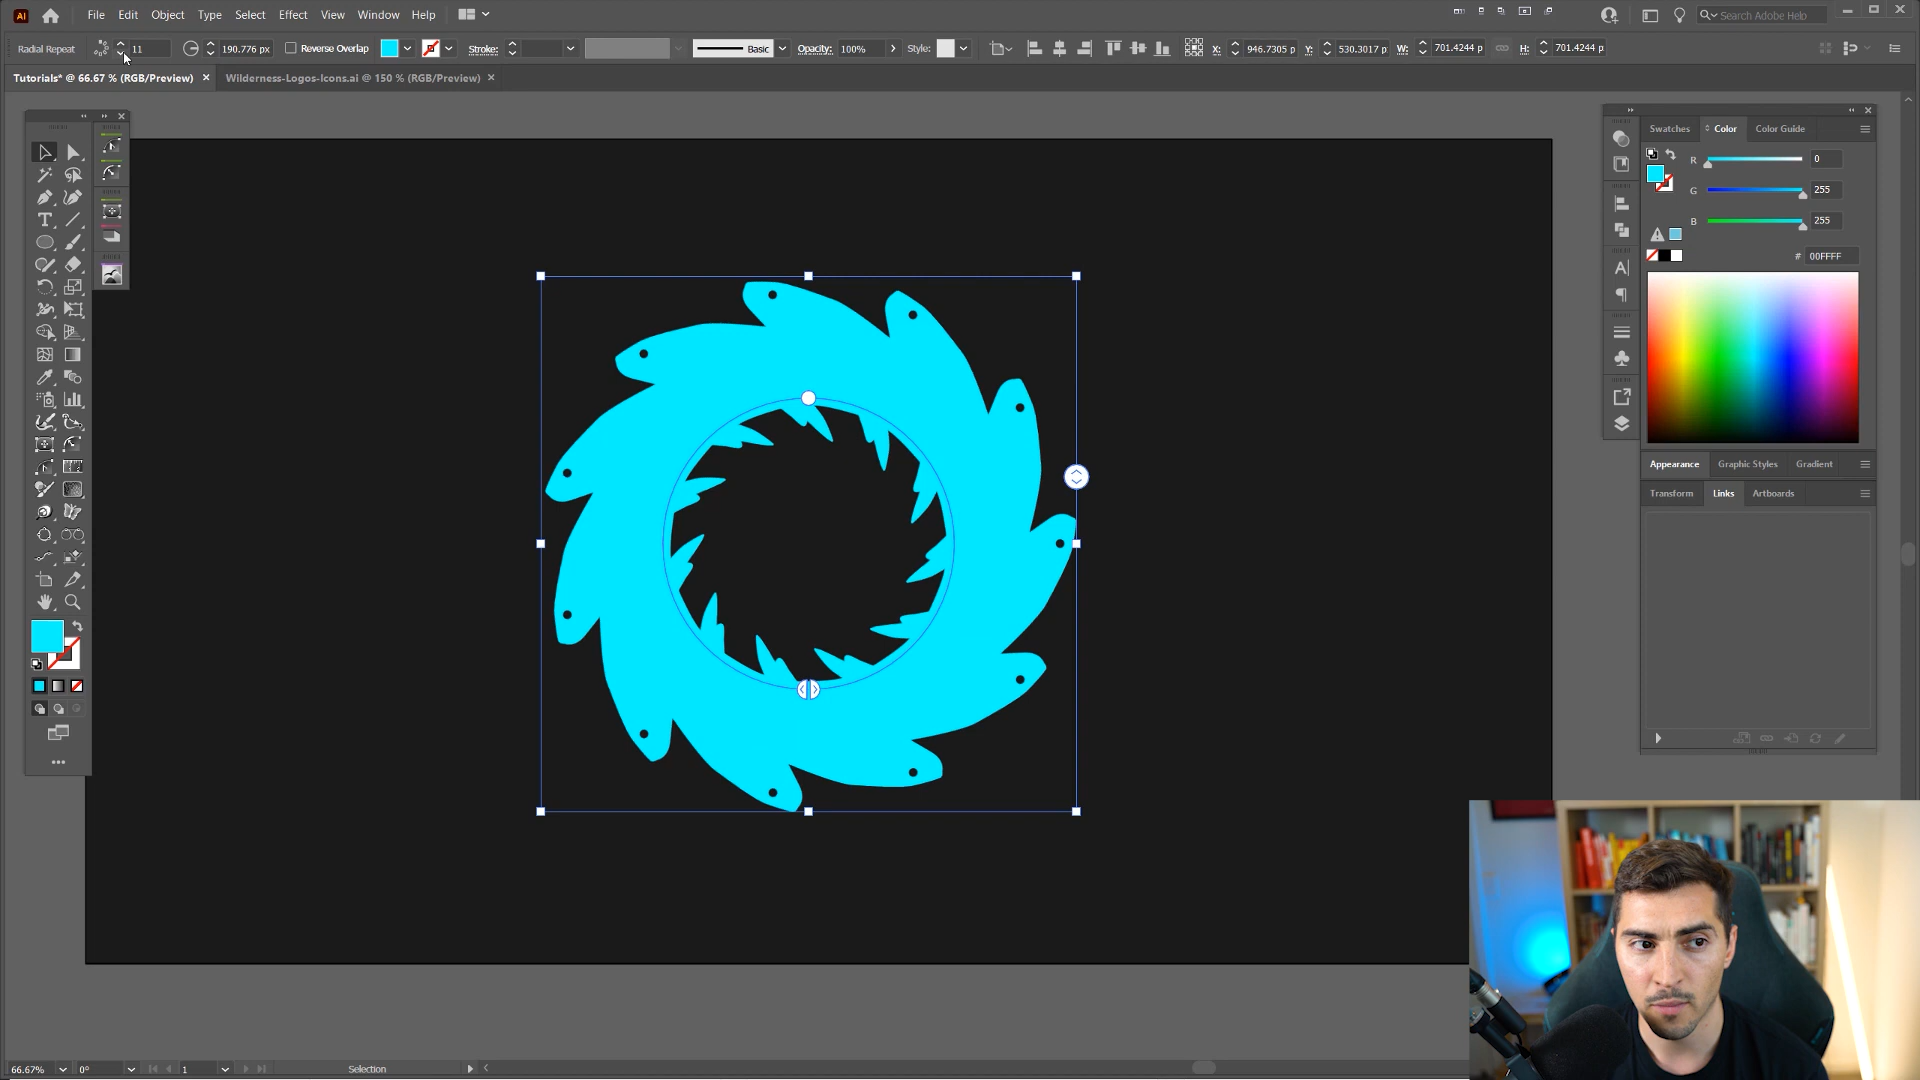 Ai File Edit Object Type Select Effect View Window Help Search Adobe Help
Radial Repeat 11 190.776 px Reverse Overlap Stroke: Basic Opacity: 100% Style: X: 946.7305 p Y: 530.3017 p W: 701.4244 p H: 701.4244 p
Tutorials* @ 66.67 % (RGB/Preview) × Wilderness-Logos-Icons.ai @ 150 % (RGB/Preview) ×
Swatches Color Color Guide
R 0
G 255
B 255
# 00FFFF
Appearance Graphic Styles Gradient
Transform Links Artboards
66.67% 0° 1 Selection